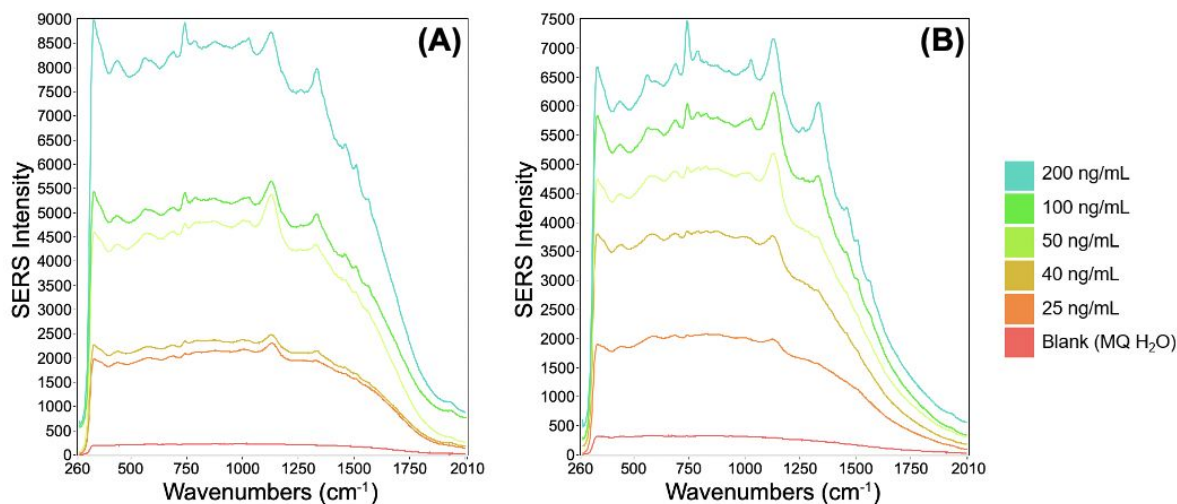 (A)
9000
8500
8000
7500
7000
6500
6000
5500
5000
4500
4000
3500
3000
2500
2000
1500
1000
500
0
SERS Intensity
260 500 750 1000 1250 1500 1750 2010
Wavenumbers (cm⁻¹)
(B)
7500
7000
6500
6000
5500
5000
4500
4000
3500
3000
2500
2000
1500
1000
500
0
SERS Intensity
260 500 750 1000 1250 1500 1750 2010
Wavenumbers (cm⁻¹)
200 ng/mL
100 ng/mL
50 ng/mL
40 ng/mL
25 ng/mL
Blank (MQ H₂O)